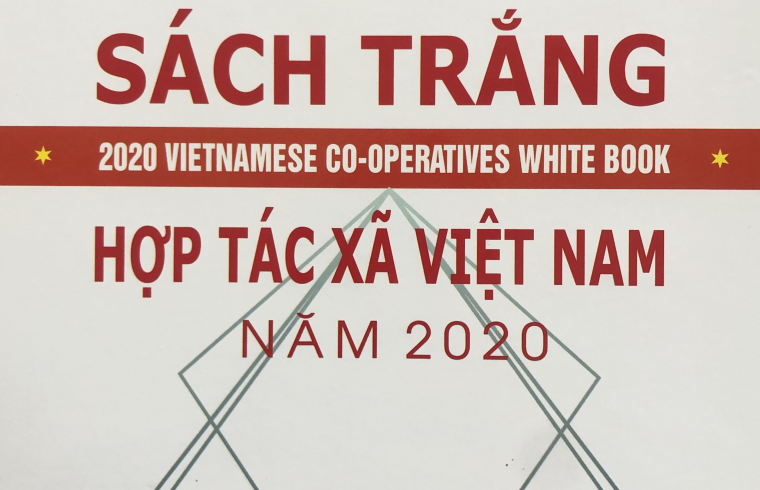 SÁCH TRẮNG
2020 VIETNAMESE CO-OPERATIVES WHITE BOOK
HỢP TÁC XÃ VIỆT NAM
NĂM 2020